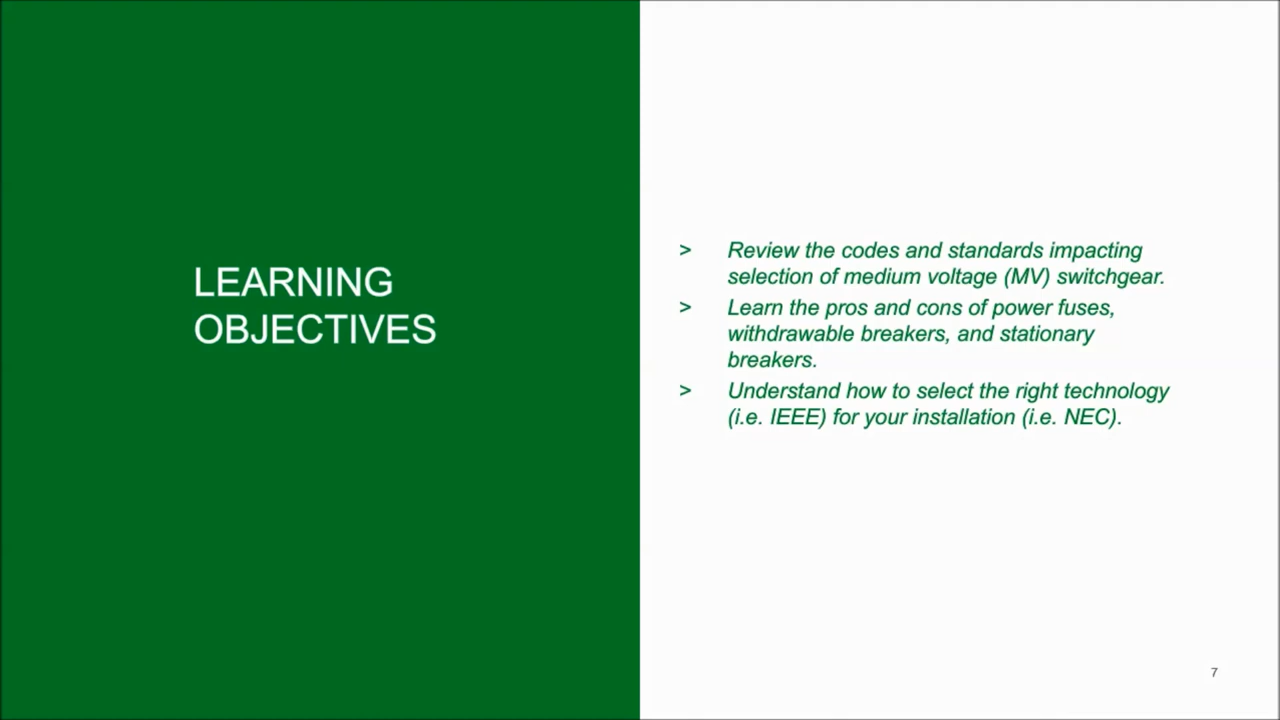 LEARNING
OBJECTIVES
> Review the codes and standards impacting
selection of medium voltage (MV) switchgear.
> Learn the pros and cons of power fuses,
withdrawable breakers, and stationary
breakers.
> Understand how to select the right technology
(i.e. IEEE) for your installation (i.e. NEC).
7